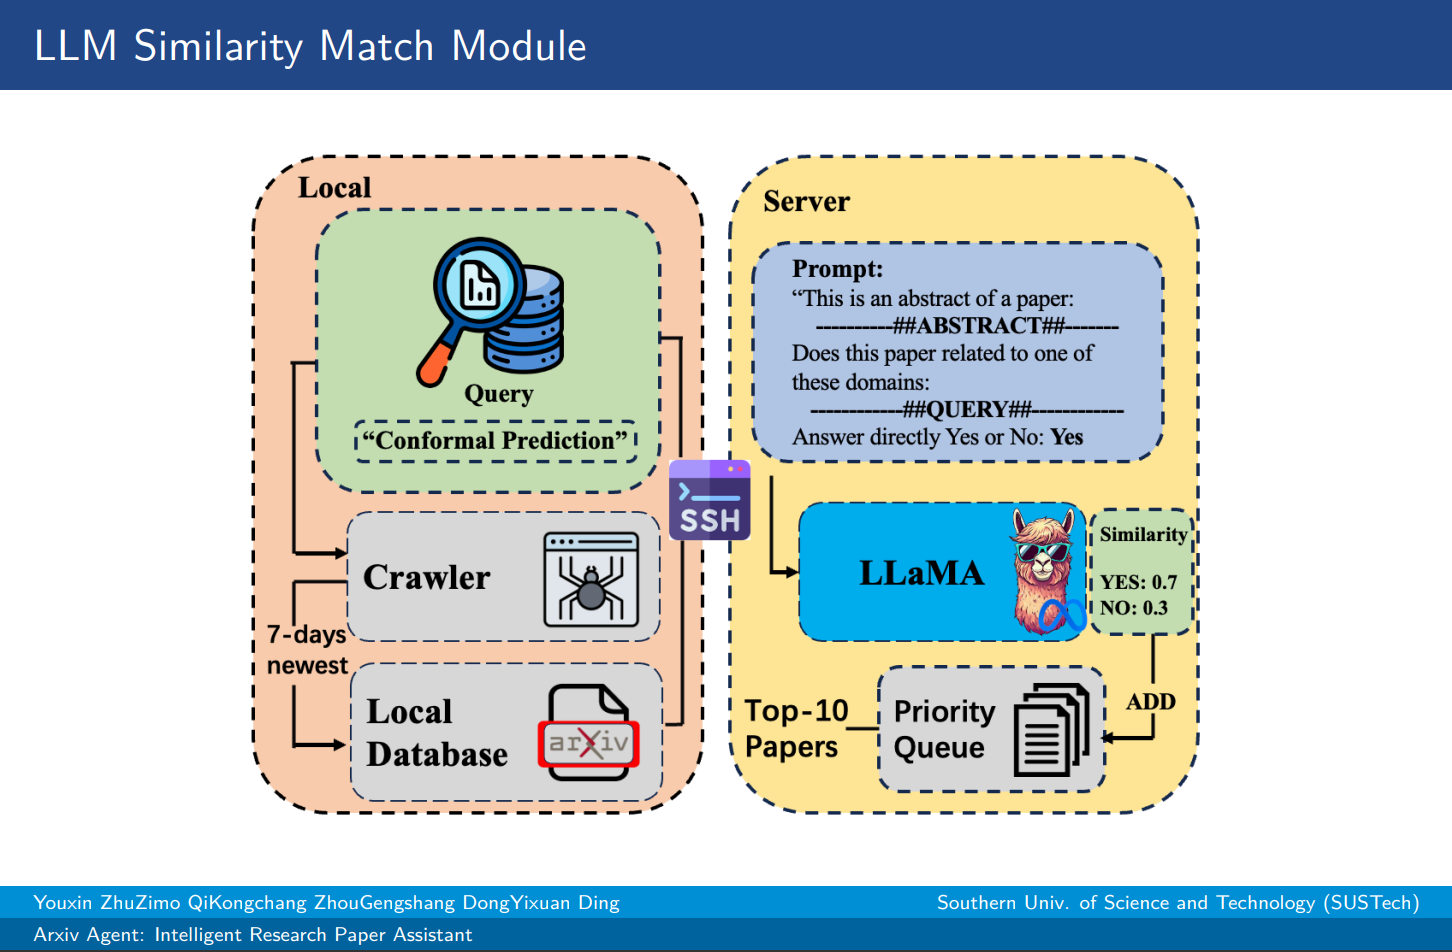 LLM Similarity Match Module
Local
Query
“Conformal Prediction”
Crawler
7-days
newest
Local
Database
arXiv
SSH
Server
Prompt:
“This is an abstract of a paper:
----------##ABSTRACT##-------
Does this paper related to one of
these domains:
------------##QUERY##------------
Answer directly Yes or No: Yes
LLaMA
Similarity
YES: 0.7
NO: 0.3
ADD
Priority
Queue
Top-10
Papers
Youxin ZhuZimo QiKongchang ZhouGengshang DongYixuan Ding
Southern Univ. of Science and Technology (SUSTech)
Arxiv Agent: Intelligent Research Paper Assistant